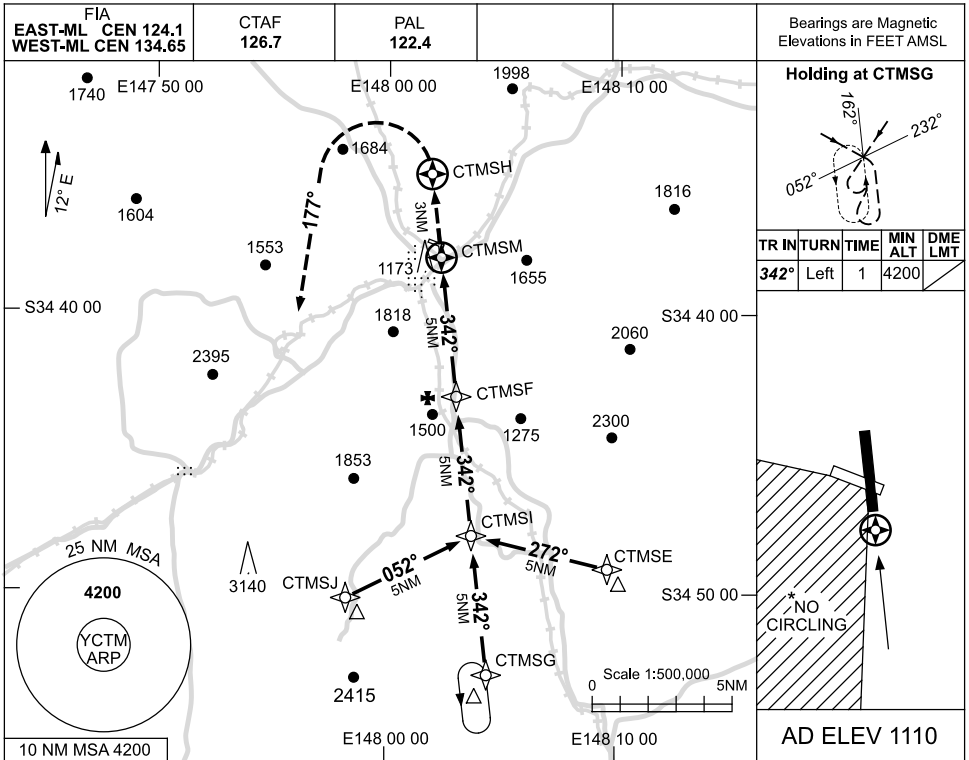 FIA
EAST-ML CEN 124.1
WEST-ML CEN 134.65
CTAF
126.7
PAL
122.4
Bearings are Magnetic
Elevations in FEET AMSL
E147 50 00
E148 00 00
E148 10 00
1740
1998
12° E
1604
1684
177°
CTMSH
3NM
CTMSM
1553
1173
1816
1655
S34 40 00
S34 40 00
1818
342°
5NM
2060
2395
CTMSF
1500
1275
2300
342°
5NM
1853
CTMSI
25 NM MSA
4200
YCTM
ARP
3140
CTMSJ
052°
5NM
272°
5NM
CTMSE
342°
5NM
S34 50 00
CTMSG
2415
Scale 1:500,000
0
5NM
10 NM MSA 4200
E148 00 00
E148 10 00
Holding at CTMSG
162°
232°
052°
TR IN TURN TIME MIN ALT DME LMT
342° Left 1 4200
*NO
CIRCLING
AD ELEV 1110